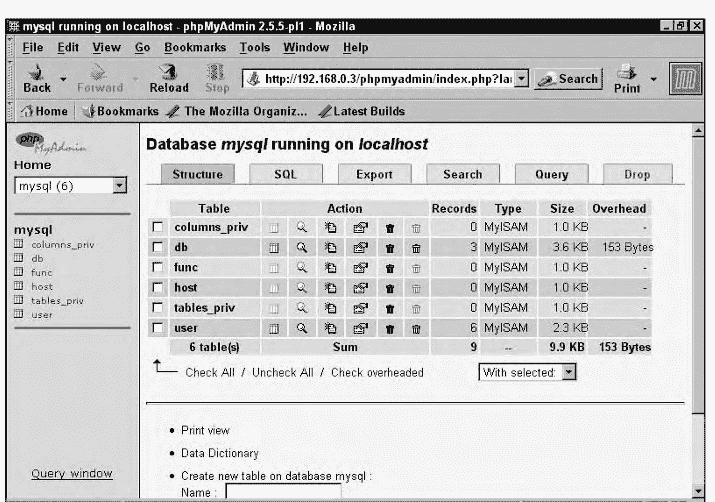 mysql running on localhost - phpMyAdmin 2.5.5-pl1 - Mozilla
File Edit View Go Bookmarks Tools Window Help
Back Forward Reload Stop http://192.168.0.3/phpmyadmin/index.php?la Search Print
Home Bookmarks The Mozilla Organiz... Latest Builds
php
MyAdmin
Home
mysql (6)
mysql
columns_priv
db
func
host
tables_priv
user
Query window
Database mysql running on localhost
Structure SQL Export Search Query Drop
Table Action Records Type Size Overhead
columns_priv 0 MyISAM 1.0 KB -
db 3 MyISAM 3.6 KB 153 Bytes
func 0 MyISAM 1.0 KB -
host 0 MyISAM 1.0 KB -
tables_priv 0 MyISAM 1.0 KB -
user 6 MyISAM 2.3 KB -
6 table(s) Sum 9 -- 9.9 KB 153 Bytes
Check All / Uncheck All / Check overheaded With selected:
• Print view
• Data Dictionary
• Create new table on database mysql :
Name :